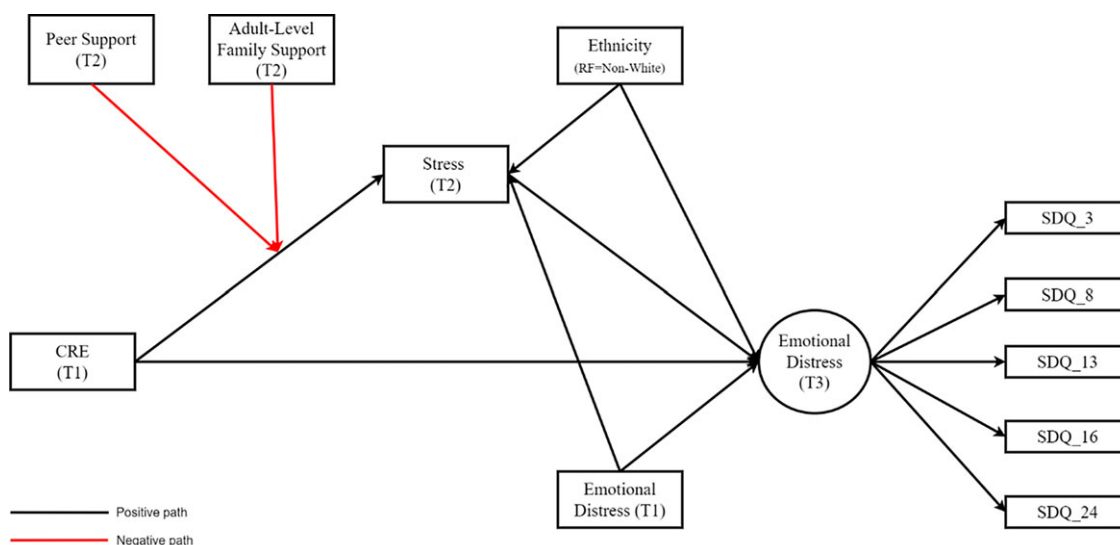 Peer Support
(T2)
Adult-Level
Family Support
(T2)
Ethnicity
(RF=Non-White)
Stress
(T2)
CRE
(T1)
Emotional
Distress
(T3)
Emotional
Distress (T1)
SDQ_3
SDQ_8
SDQ_13
SDQ_16
SDQ_24
Positive path
Negative path